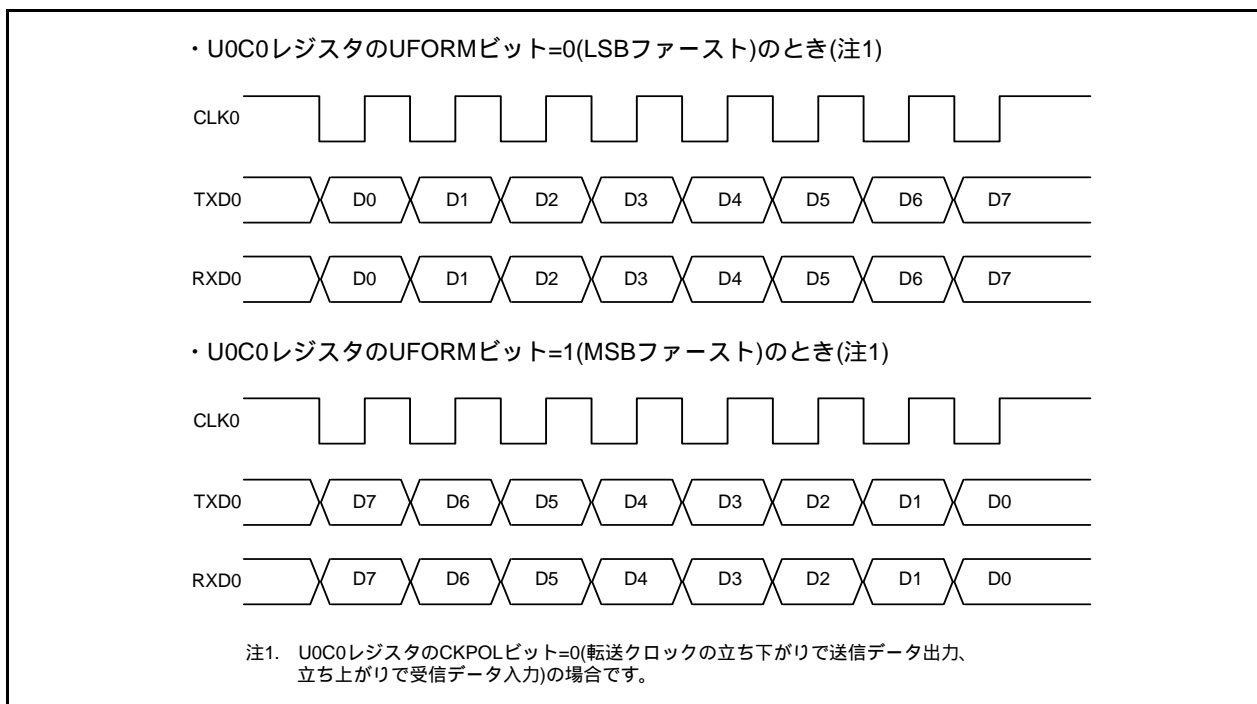 ・U0C0レジスタのUFORMビット=0(LSBファースト)のとき(注1)
CLK0
TXD0 D0 D1 D2 D3 D4 D5 D6 D7
RXD0 D0 D1 D2 D3 D4 D5 D6 D7
・U0C0レジスタのUFORMビット=1(MSBファースト)のとき(注1)
CLK0
TXD0 D7 D6 D5 D4 D3 D2 D1 D0
RXD0 D7 D6 D5 D4 D3 D2 D1 D0
注1. U0C0レジスタのCKPOLビット=0(転送クロックの立ち下がりで送信データ出力、
立ち上がりで受信データ入力)の場合です。